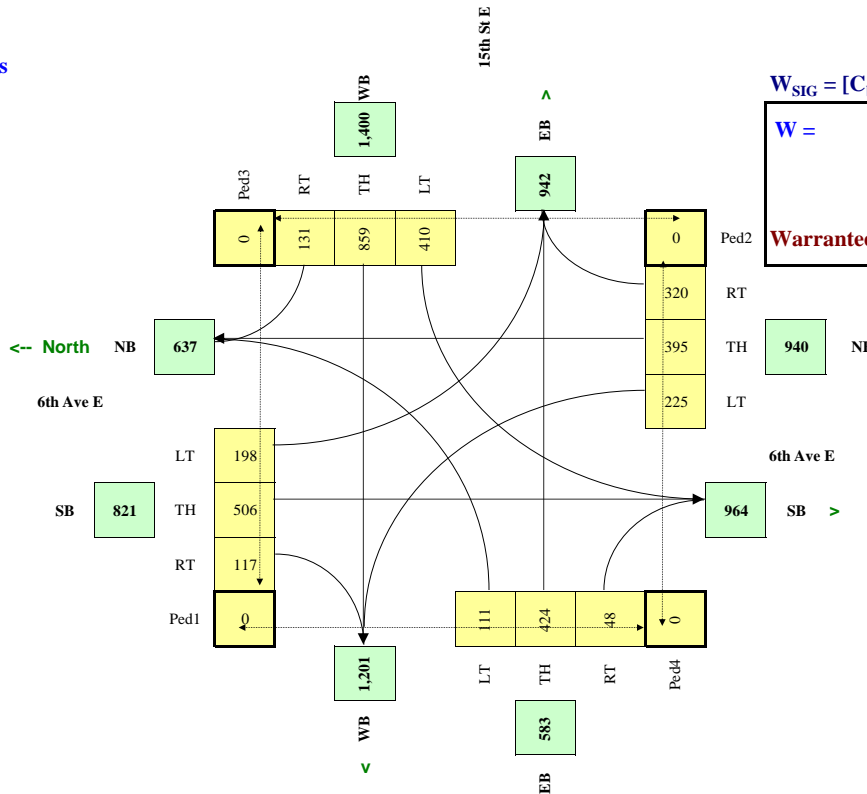 15th St E
s
W_SIG = [C
WB
1,400
^
EB
942
W =
Warrante
Ped3
RT
TH
LT
0
131
859
410
0 Ped2
320 RT
395 TH 940
225 LT
<-- North NB 637
6th Ave E
6th Ave E
LT 198
SB 821 TH 506
RT 117
Ped1 0
964 SB >
111
424
48
0
LT
TH
RT
Ped4
1,201
WB
v
583
EB